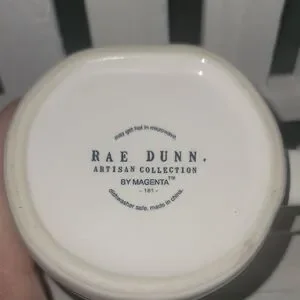 may get hot in microwave.
RAE DUNN.
ARTISAN COLLECTION
BY MAGENTA™
- 181 -
dishwasher safe, made in china.